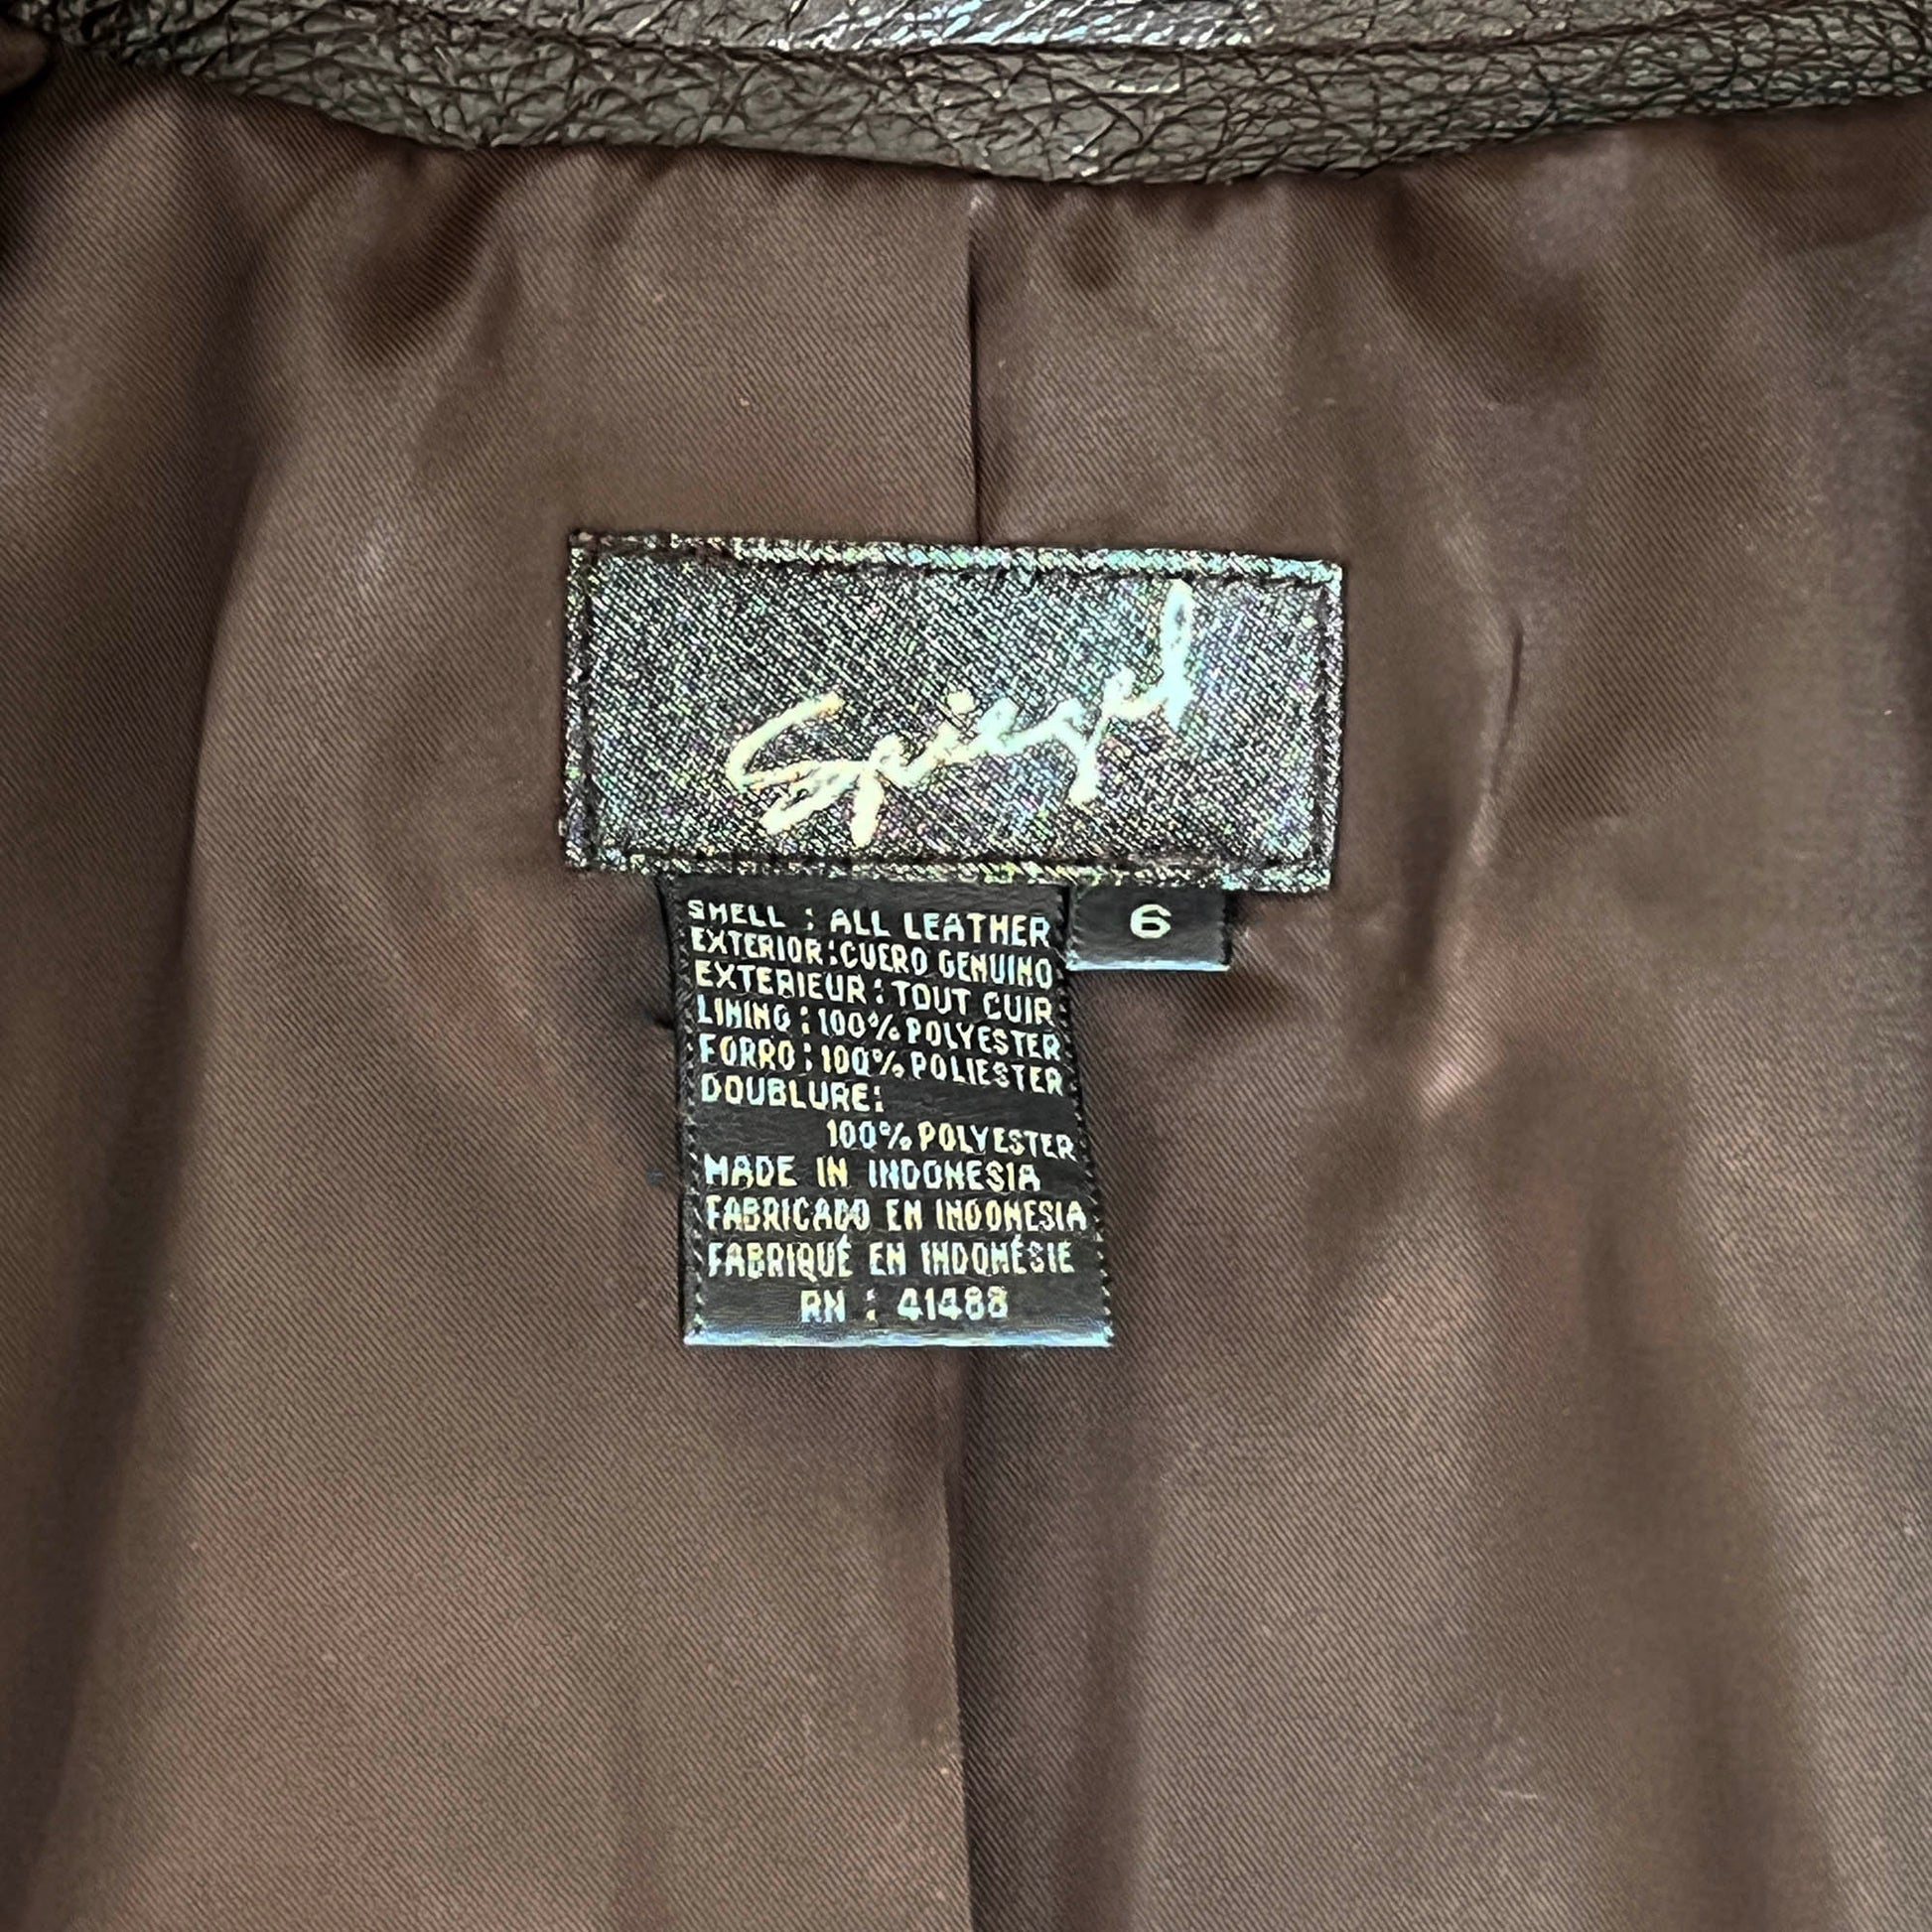 Spiegel
SHELL : ALL LEATHER
6
EXTERIOR:CUERO GENUINO
EXTERIEUR : TOUT CUIR
LINING : 100% POLYESTER
FORRO : 100% POLIESTER
DOUBLURE:
100% POLYESTER
MADE IN INDONESIA
FABRICADO EN INDONESIA
FABRIQUÉ EN INDONÉSIE
RN : 41488